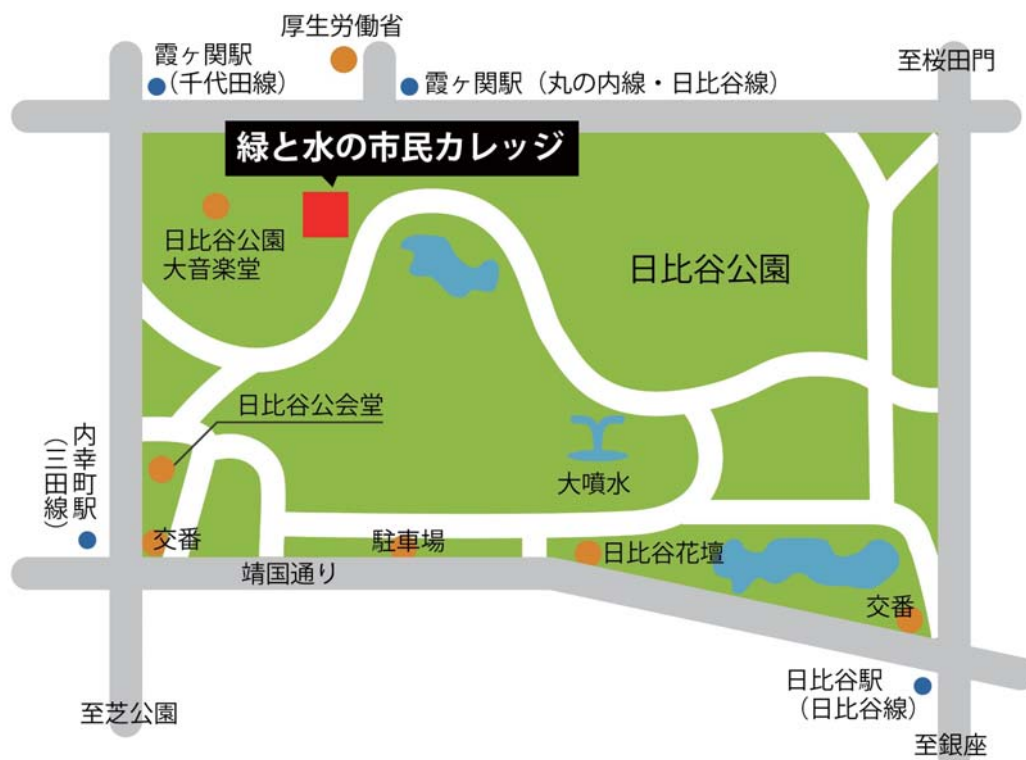 厚生労働省
霞ヶ関駅
（千代田線）
霞ヶ関駅（丸の内線・日比谷線）
至桜田門
緑と水の市民カレッジ
日比谷公園
大音楽堂
日比谷公園
日比谷公会堂
大噴水
内幸町駅
（三田線）
交番
駐車場
日比谷花壇
靖国通り
交番
日比谷駅
（日比谷線）
至芝公園
至銀座